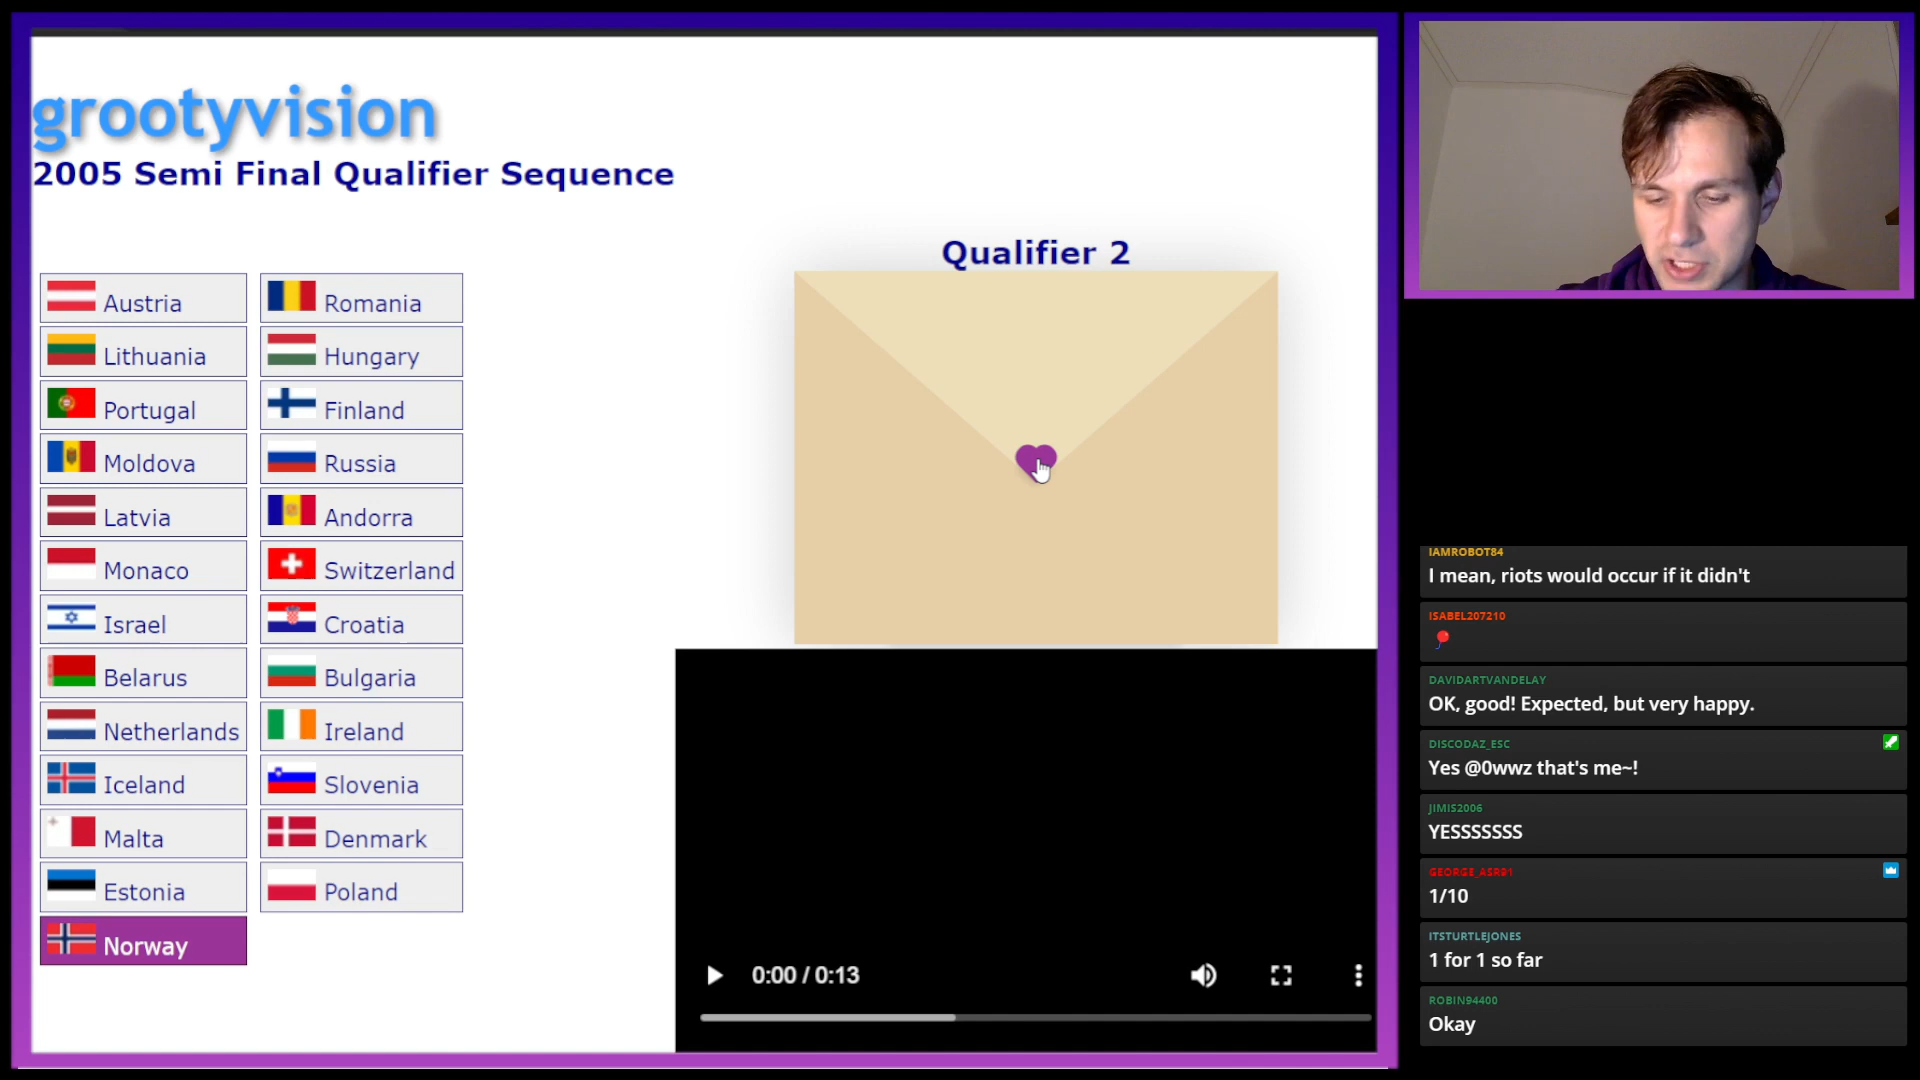 grootyvision
2005 Semi Final Qualifier Sequence
Qualifier 2
Austria
Romania
Lithuania
Hungary
Portugal
Finland
Moldova
Russia
Latvia
Andorra
Monaco
Switzerland
Israel
Croatia
Belarus
Bulgaria
Netherlands
Ireland
Iceland
Slovenia
Malta
Denmark
Estonia
Poland
Norway
0:00 / 0:13
IAMROBOT84
I mean, riots would occur if it didn't
ISABEL207210
DAVIDARTVANDELAY
OK, good! Expected, but very happy.
DISCODAZ_ESC
Yes @0wwz that's me~!
JIMIS2006
YESSSSSSS
GEORGE_ASR91
1/10
ITSTURTLEJONES
1 for 1 so far
ROBIN94400
Okay